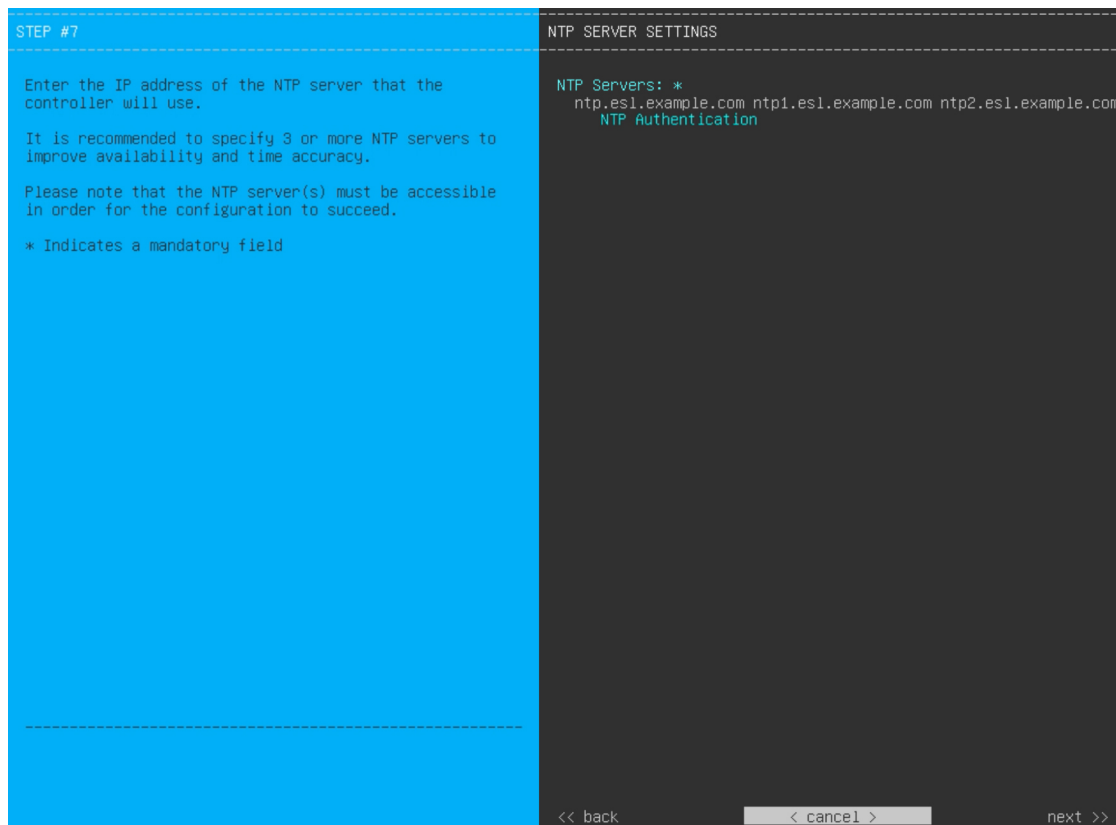 STEP #7
Enter the IP address of the NTP server that the
controller will use.
It is recommended to specify 3 or more NTP servers to
improve availability and time accuracy.
Please note that the NTP server(s) must be accessible
in order for the configuration to succeed.
* Indicates a mandatory field
NTP SERVER SETTINGS
NTP Servers: *
ntp.esl.example.com ntp1.esl.example.com ntp2.esl.example.com
NTP Authentication
<< back
< cancel >
next >>